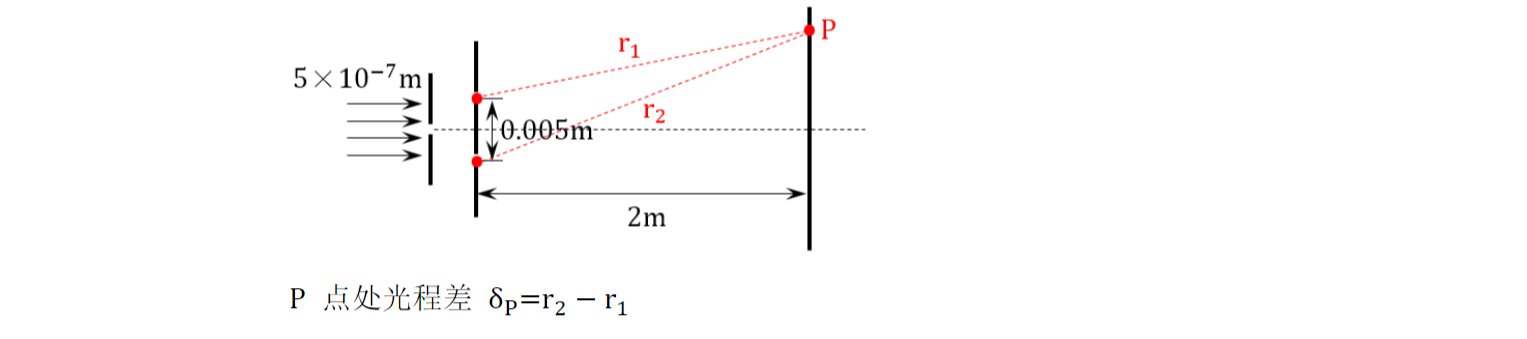 P
r₁
5×10⁻⁷m
r₂
0.005m
2m
P 点处光程差 δₚ=r₂ − r₁